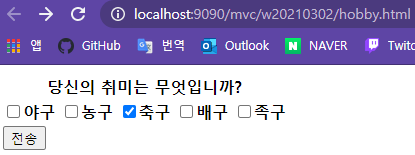 localhost:9090/mvc/w20210302/hobby.html
앱 GitHub 번역 Outlook NAVER Twitc
당신의 취미는 무엇입니까?
야구 농구 축구 배구 족구
전송